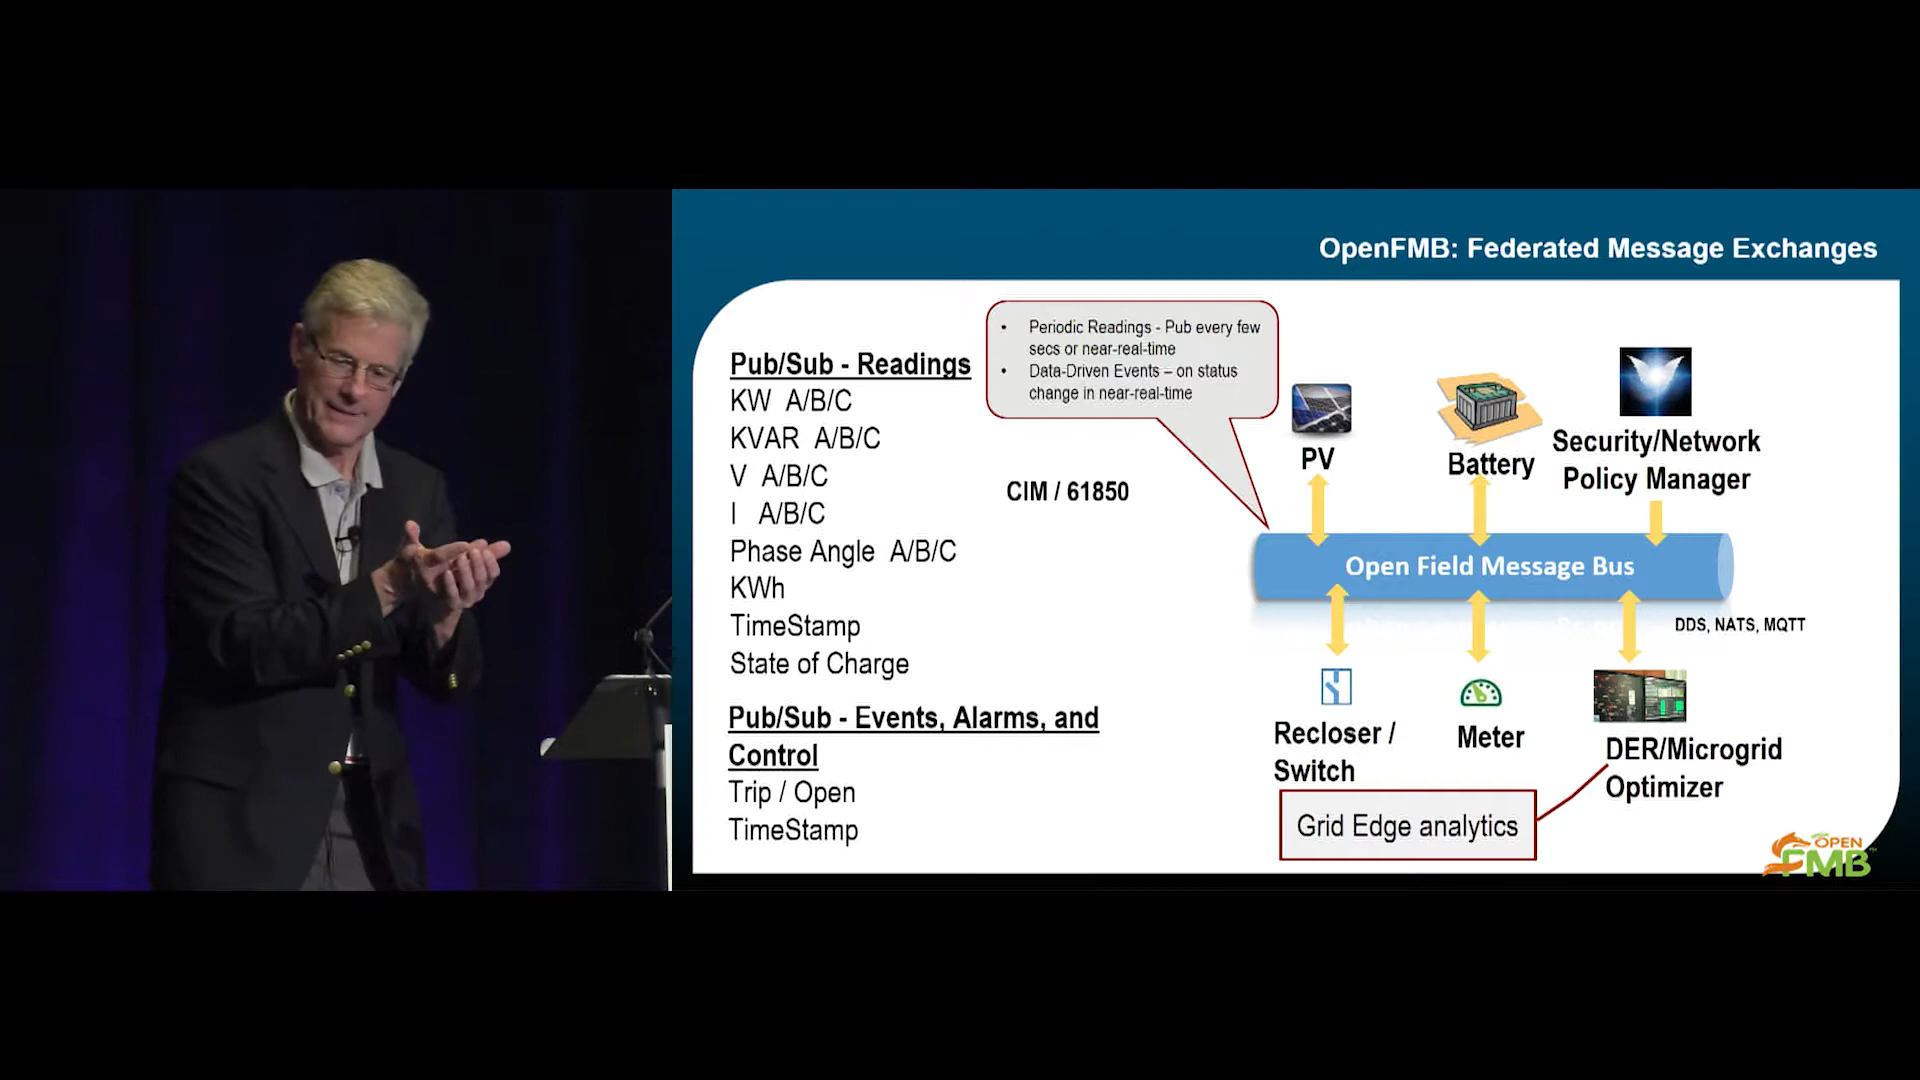 OpenFMB: Federated Message Exchanges
• Periodic Readings - Pub every few
secs or near-real-time
• Data-Driven Events – on status
change in near-real-time
Pub/Sub - Readings
KW A/B/C
KVAR A/B/C
V A/B/C
I A/B/C
Phase Angle A/B/C
KWh
TimeStamp
State of Charge
Pub/Sub - Events, Alarms, and
Control
Trip / Open
TimeStamp
CIM / 61850
PV
Battery
Security/Network
Policy Manager
Open Field Message Bus
DDS, NATS, MQTT
Recloser /
Switch
Meter
DER/Microgrid
Optimizer
Grid Edge analytics
OPEN
FMB